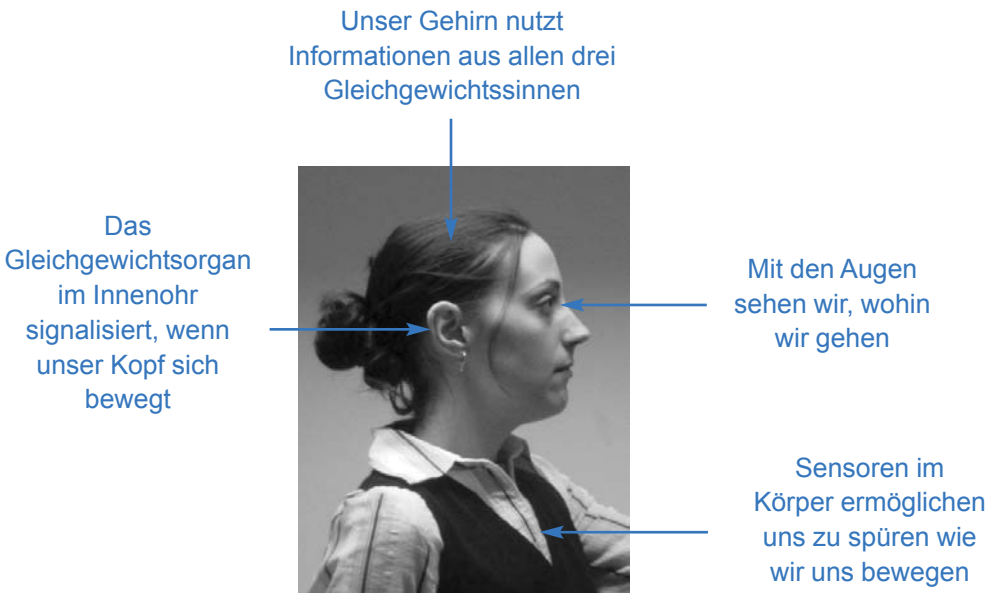 Unser Gehirn nutzt
Informationen aus allen drei
Gleichgewichtssinnen
Das
Gleichgewichtsorgan
im Innenohr
signalisiert, wenn
unser Kopf sich
bewegt
Mit den Augen
sehen wir, wohin
wir gehen
Sensoren im
Körper ermöglichen
uns zu spüren wie
wir uns bewegen